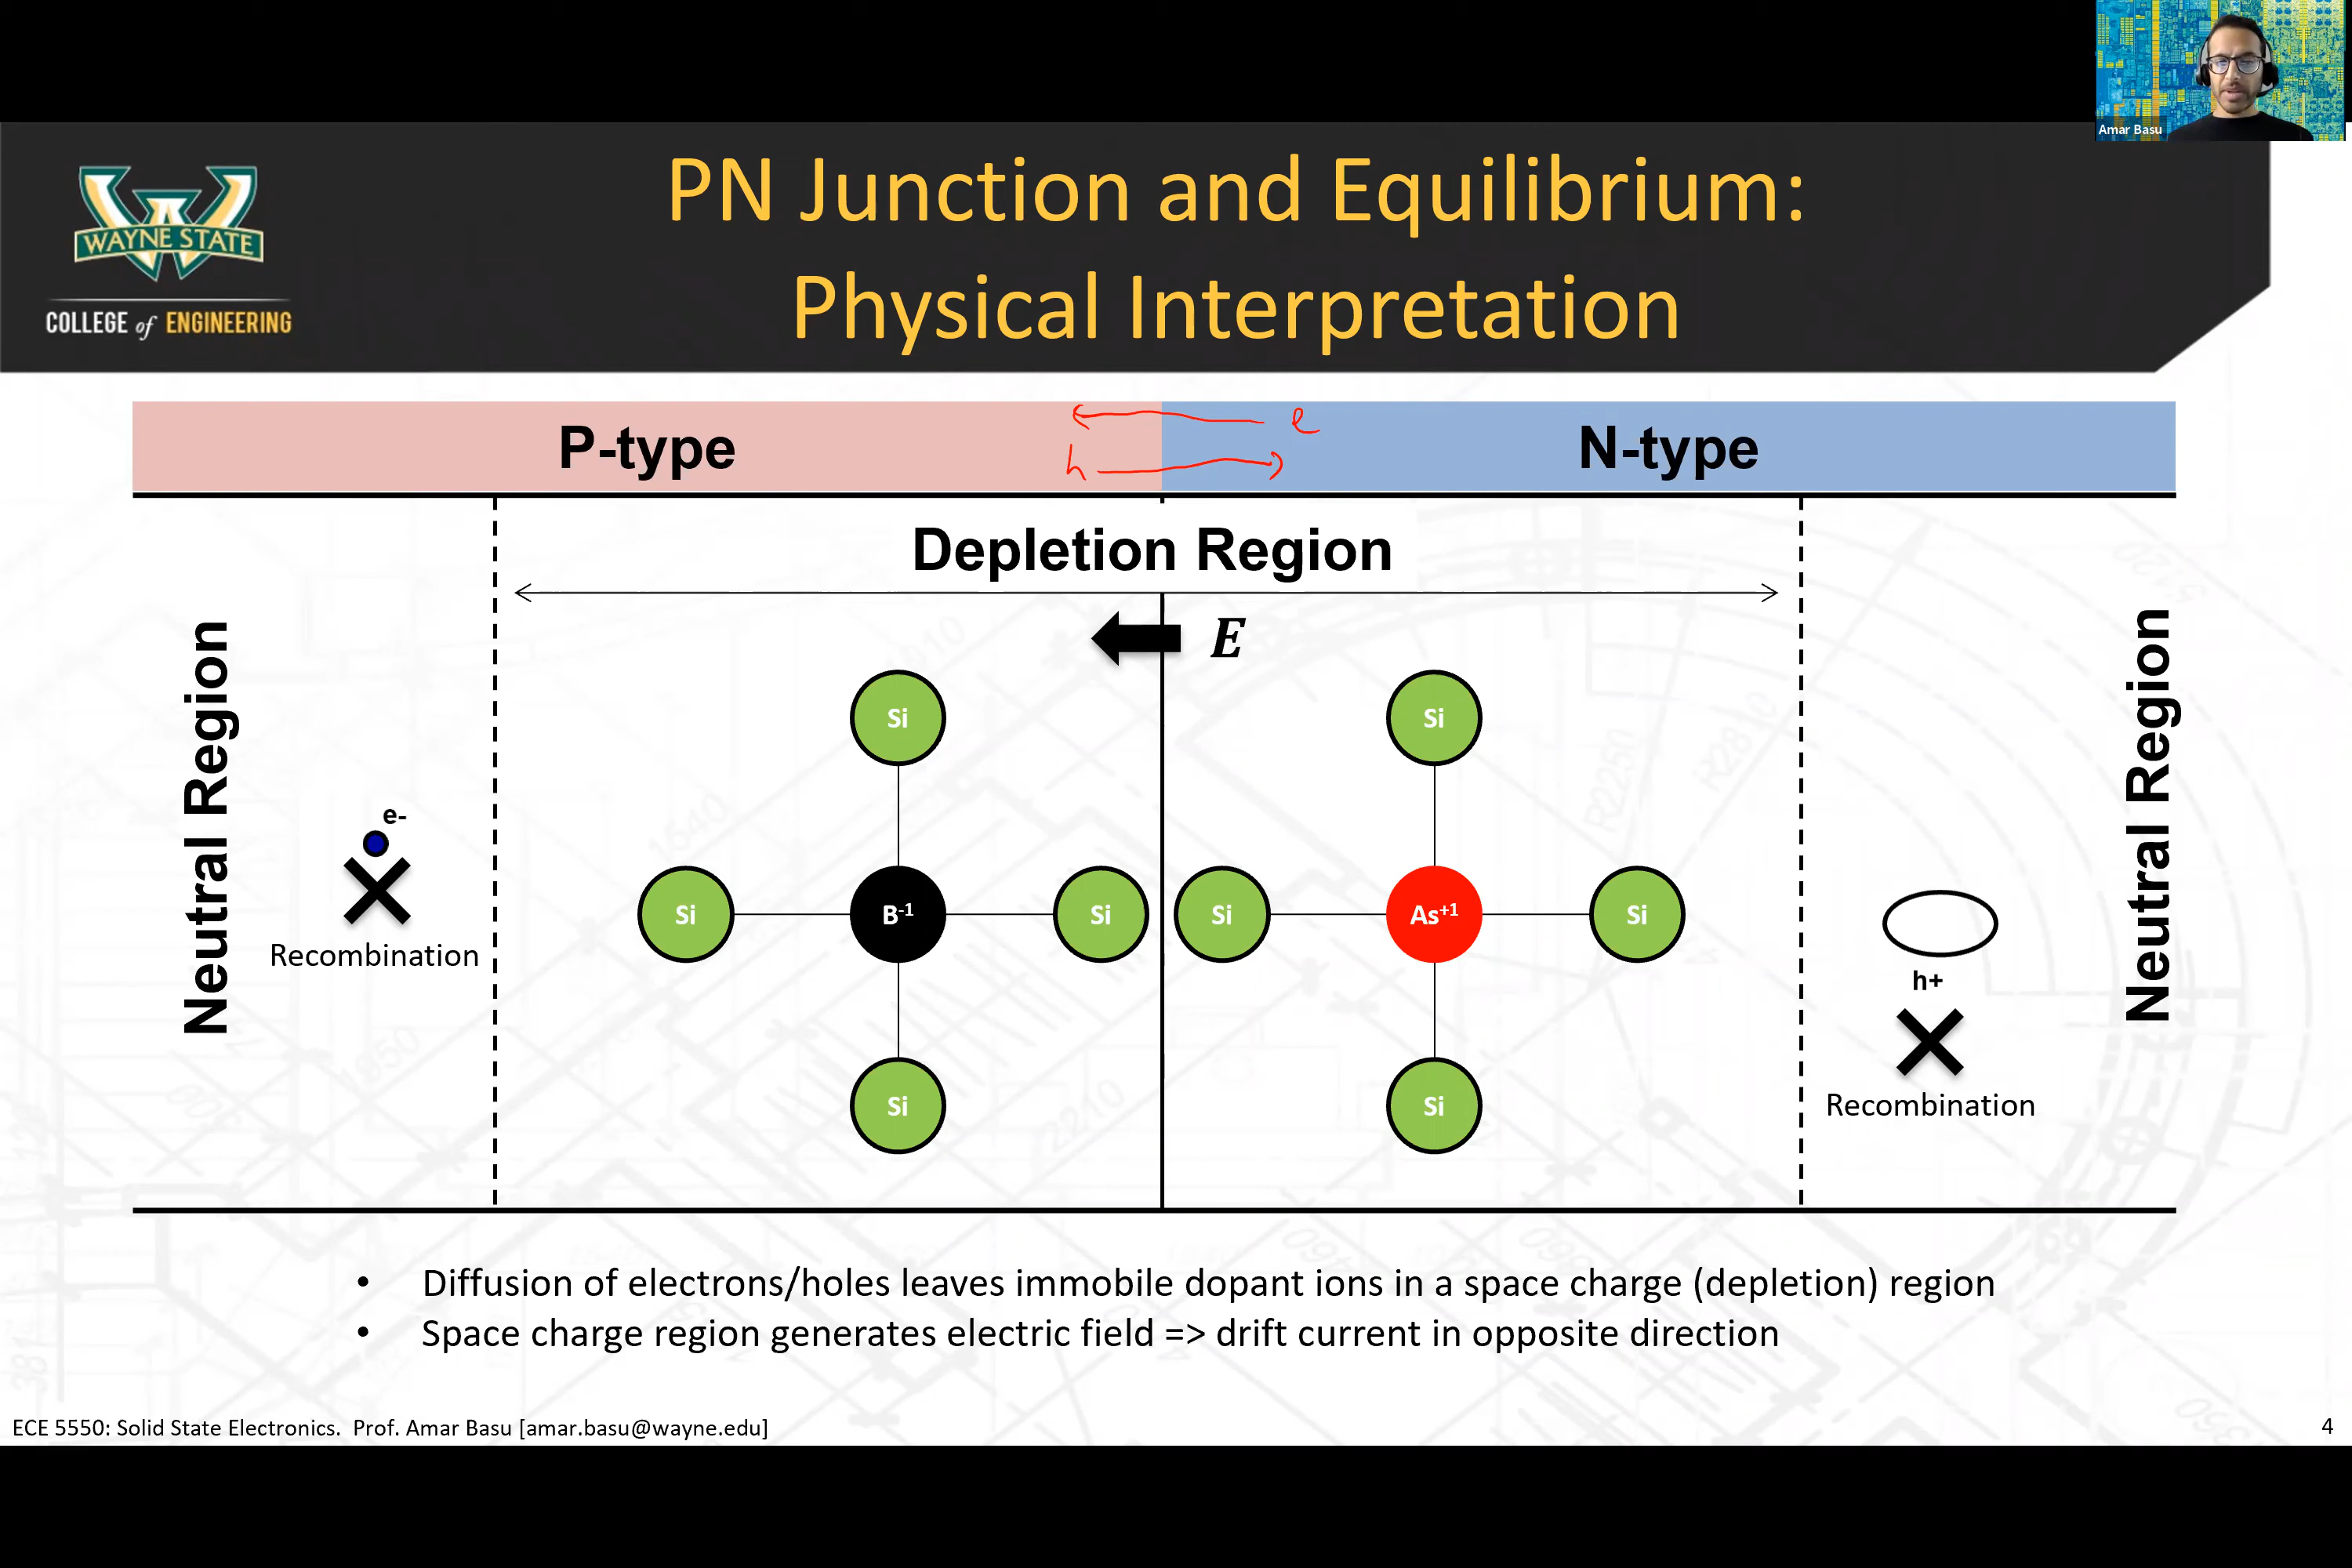 Amar Basu
WAYNE STATE
COLLEGE of ENGINEERING
PN Junction and Equilibrium:
Physical Interpretation
P-type
e
h
N-type
Depletion Region
E
Neutral Region
e-
Recombination
Si
Si
B-1
Si
Si
Si
Si
As+1
Si
Si
h+
Recombination
Neutral Region
• Diffusion of electrons/holes leaves immobile dopant ions in a space charge (depletion) region
• Space charge region generates electric field => drift current in opposite direction
ECE 5550: Solid State Electronics. Prof. Amar Basu [amar.basu@wayne.edu]
4